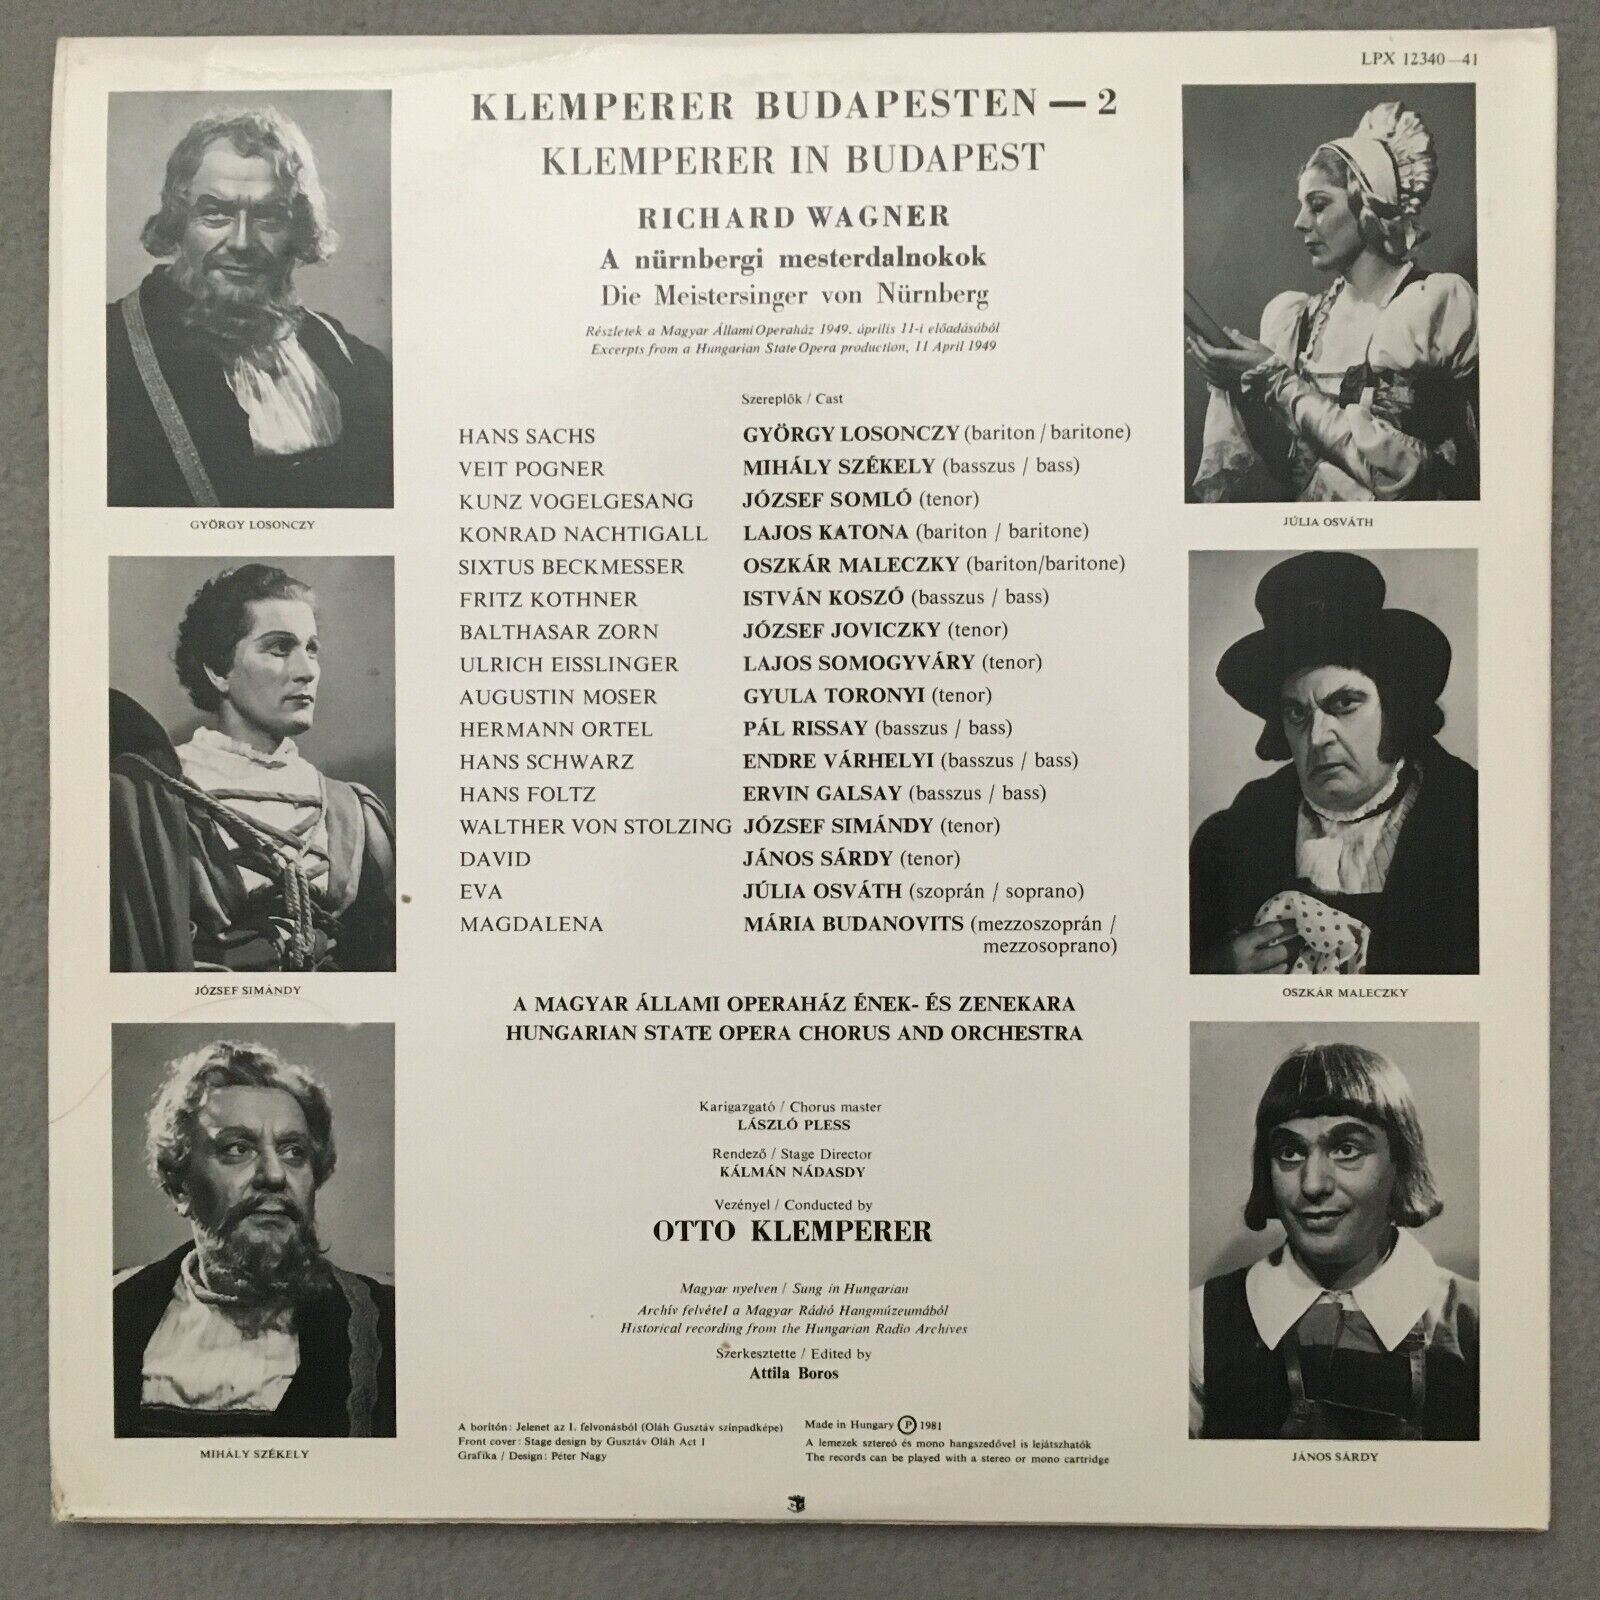 LPX 12340—41
KLEMPERER BUDAPESTEN — 2
KLEMPERER IN BUDAPEST
RICHARD WAGNER
A nürnbergi mesterdalnokok
Die Meistersinger von Nürnberg
Részletek a Magyar Állami Operaház 1949. április 11-i előadásából
Excerpts from a Hungarian State Opera production, 11 April 1949
Szereplők / Cast
HANS SACHS GYÖRGY LOSONCZY (bariton / baritone)
VEIT POGNER MIHÁLY SZÉKELY (basszus / bass)
KUNZ VOGELGESANG JÓZSEF SOMLÓ (tenor)
KONRAD NACHTIGALL LAJOS KATONA (bariton / baritone)
SIXTUS BECKMESSER OSZKÁR MALECZKY (bariton/baritone)
FRITZ KOTHNER ISTVÁN KOSZÓ (basszus / bass)
BALTHASAR ZORN JÓZSEF JOVICZKY (tenor)
ULRICH EISSLINGER LAJOS SOMOGYVÁRY (tenor)
AUGUSTIN MOSER GYULA TORONYI (tenor)
HERMANN ORTEL PÁL RISSAY (basszus / bass)
HANS SCHWARZ ENDRE VÁRHELYI (basszus / bass)
HANS FOLTZ ERVIN GALSAY (basszus / bass)
WALTHER VON STOLZING JÓZSEF SIMÁNDY (tenor)
DAVID JÁNOS SÁRDY (tenor)
EVA JÚLIA OSVÁTH (szoprán / soprano)
MAGDALENA MÁRIA BUDANOVITS (mezzoszoprán /
mezzosoprano)
A MAGYAR ÁLLAMI OPERAHÁZ ÉNEK- ÉS ZENEKARA
HUNGARIAN STATE OPERA CHORUS AND ORCHESTRA
Karigazgató / Chorus master
LÁSZLÓ PLESS
Rendező / Stage Director
KÁLMÁN NÁDASDY
Vezényel / Conducted by
OTTO KLEMPERER
Magyar nyelven / Sung in Hungarian
Archív felvétel a Magyar Rádió Hangmúzeumából
Historical recording from the Hungarian Radio Archives
Szerkesztette / Edited by
Attila Boros
A borítón: Jelenet az I. felvonásból (Oláh Gusztáv színpadképe)
Front cover: Stage design by Gusztáv Oláh Act I
Grafika / Design: Péter Nagy
Made in Hungary Ⓟ 1981
A lemezek sztereó és mono hangszedővel is lejátszhatók
The records can be played with a stereo or mono cartridge
GYÖRGY LOSONCZY
JÓZSEF SIMÁNDY
MIHÁLY SZÉKELY
JÚLIA OSVÁTH
OSZKÁR MALECZKY
JÁNOS SÁRDY